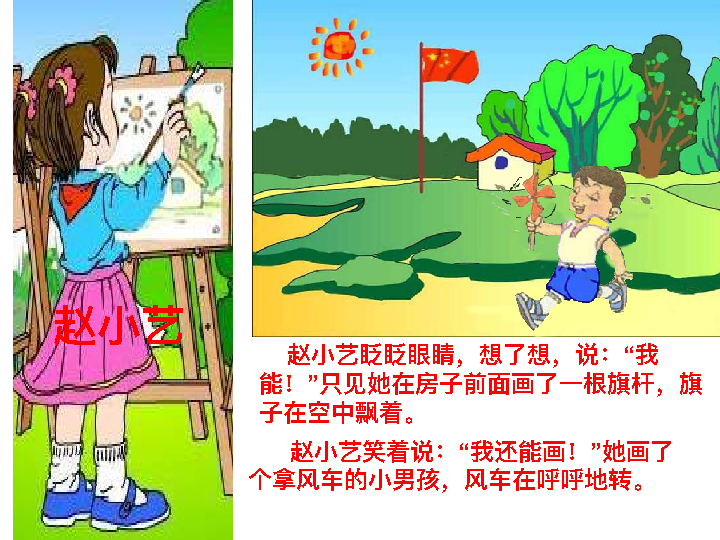 赵小艺
赵小艺眨眨眼睛，想了想，说：“我
能！”只见她在房子前面画了一根旗杆，旗
子在空中飘着。
赵小艺笑着说：“我还能画！”她画了
个拿风车的小男孩，风车在呼呼地转。